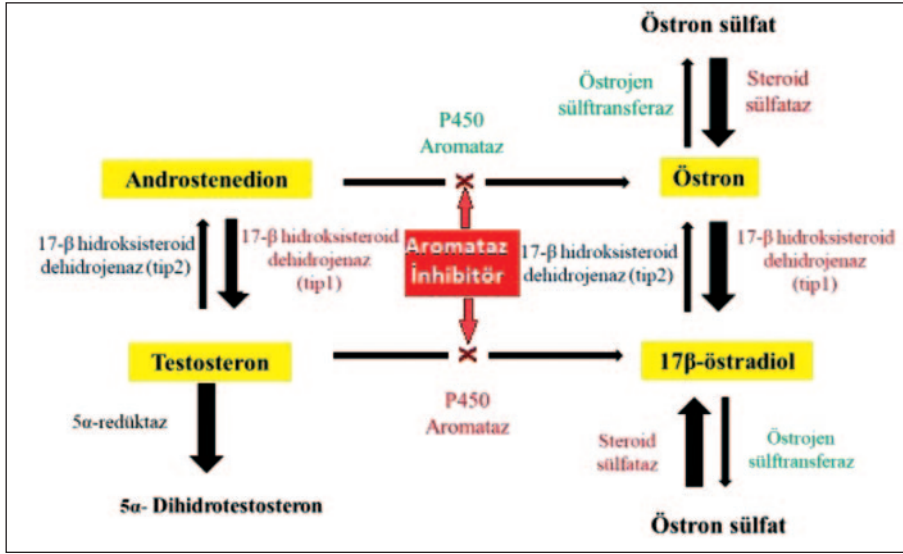 Östron sülfat
Östrojen
sülftransferaz
Steroid
sülfataz
P450
Aromataz
Androstenedion
Östron
17-β hidroksisteroid
dehidrojenaz (tip2)
17-β hidroksisteroid
dehidrojenaz
(tip1)
Aromataz
İnhibitör
17-β hidroksisteroid
dehidrojenaz (tip2)
17-β hidroksisteroid
dehidrojenaz
(tip1)
Testosteron
17β-östradiol
5α-redüktaz
P450
Aromataz
Steroid
sülfataz
Östrojen
sülftransferaz
5α- Dihidrotestosteron
Östron sülfat